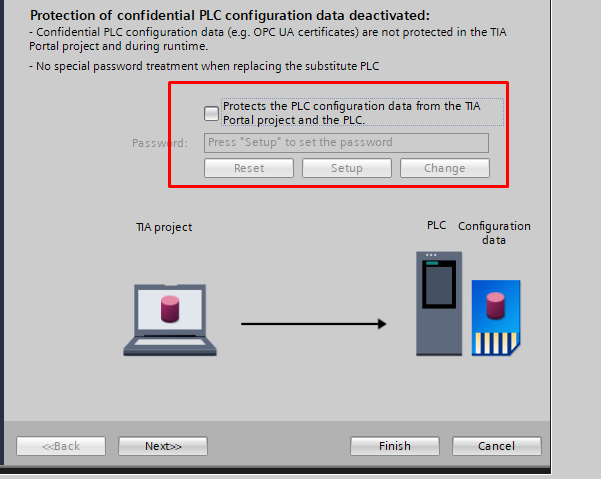 Protection of confidential PLC configuration data deactivated:
- Confidential PLC configuration data (e.g. OPC UA certificates) are not protected in the TIA
Portal project and during runtime.
- No special password treatment when replacing the substitute PLC
Protects the PLC configuration data from the TIA
Portal project and the PLC.
Password: Press "Setup" to set the password
Reset Setup Change
TIA project PLC Configuration
data
<<Back Next>> Finish Cancel